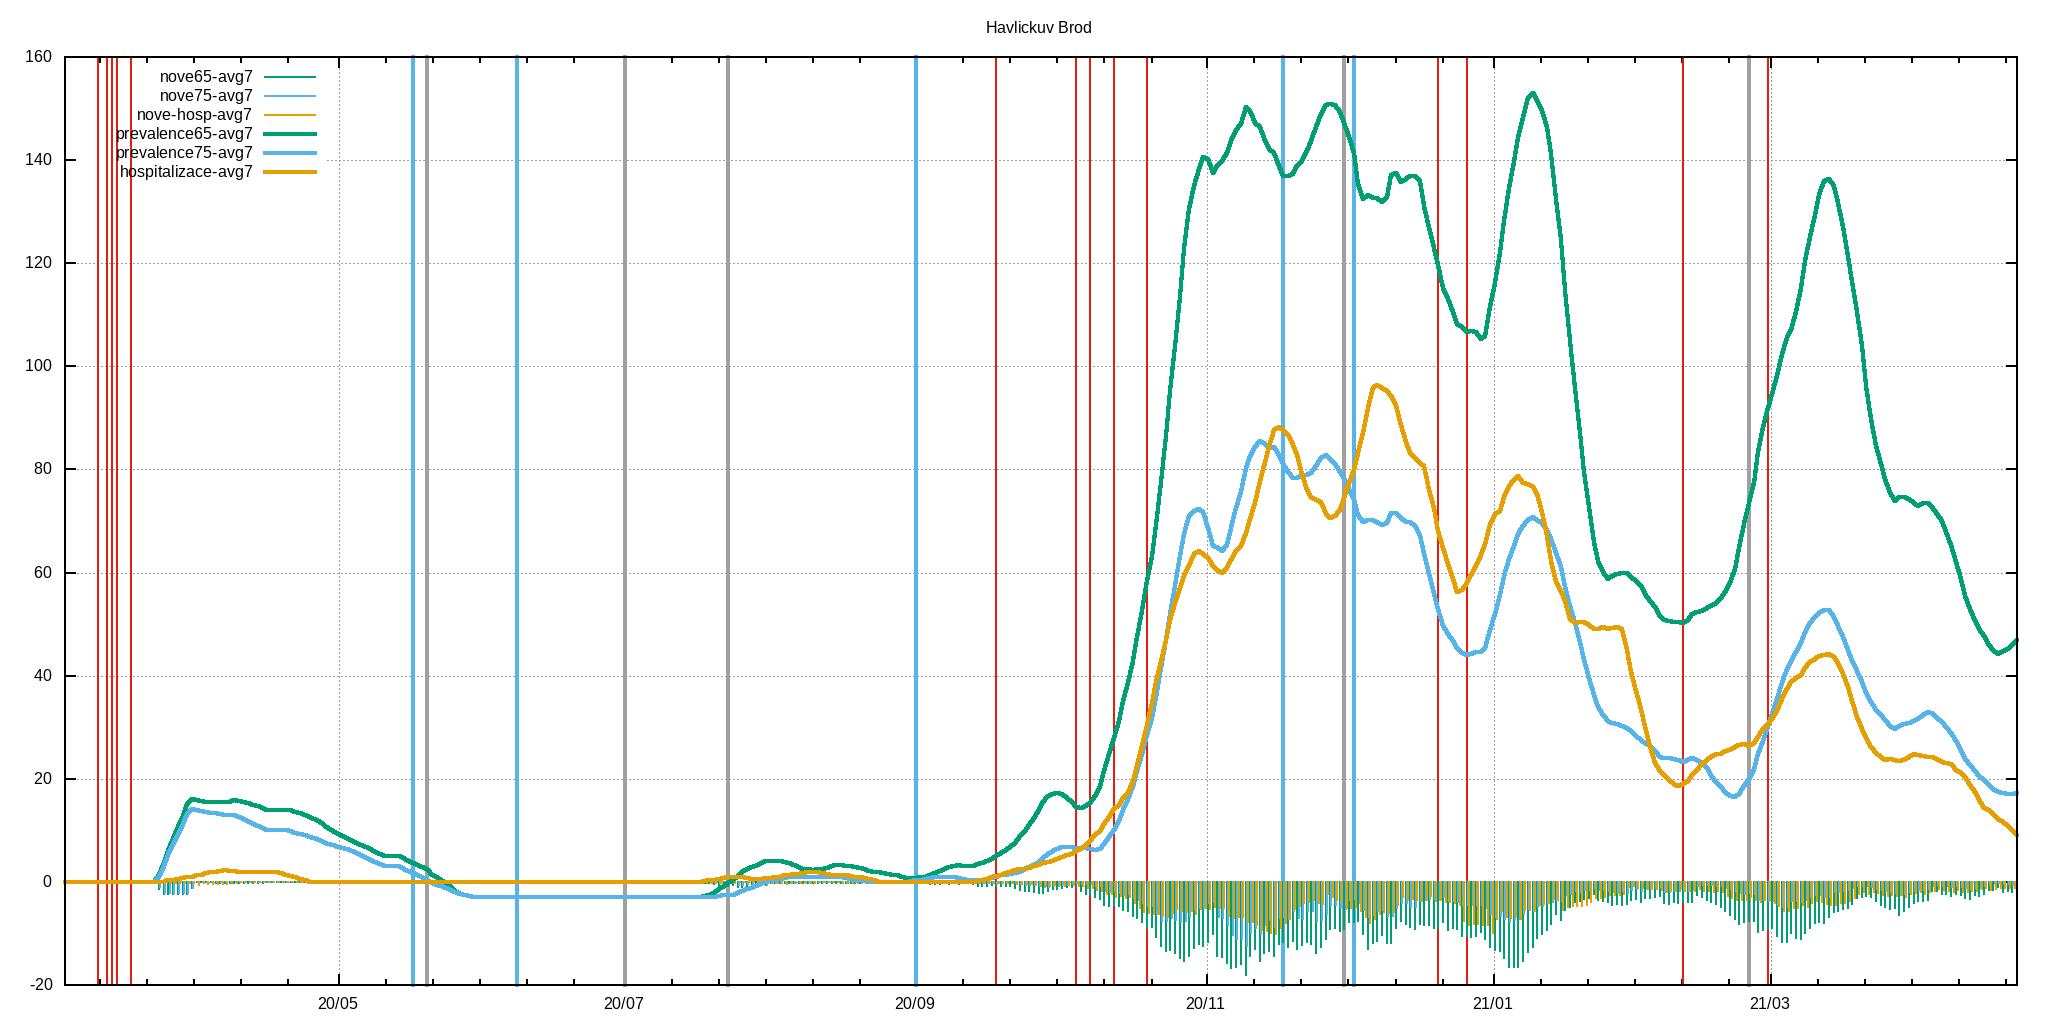 Havlickuv Brod
160
140
120
100
80
60
40
20
0
-20
nove65-avg7
nove75-avg7
nove-hosp-avg7
prevalence65-avg7
prevalence75-avg7
hospitalizace-avg7
20/05
20/07
20/09
20/11
21/01
21/03